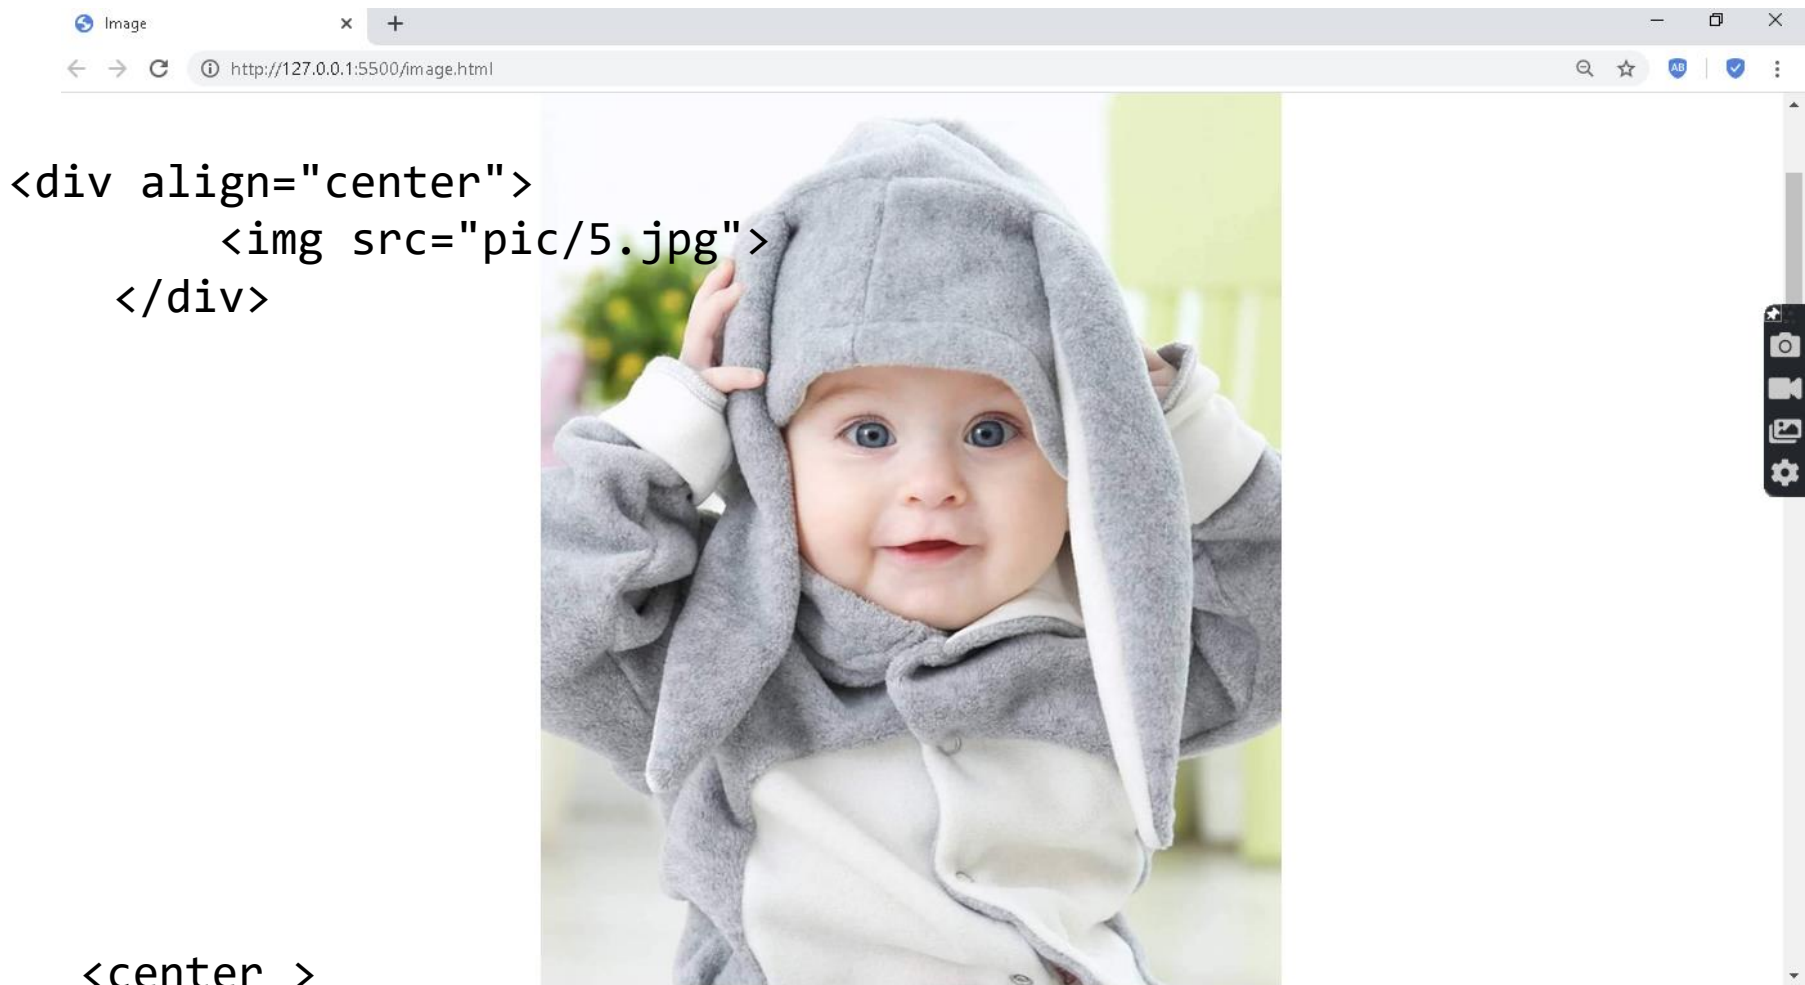 Image
http://127.0.0.1:5500/image.html
AB
<div align="center">
<img src="pic/5.jpg">
</div>
<center >